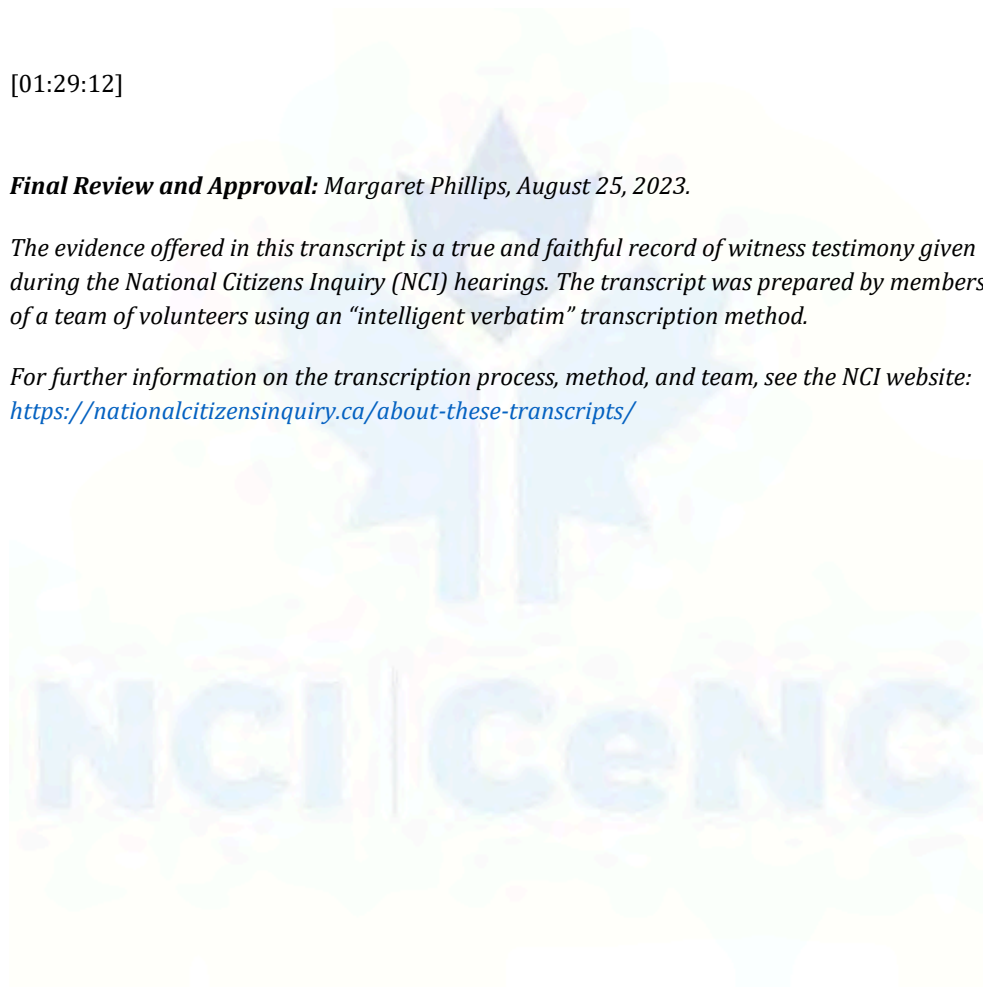 [01:29:12]
Final Review and Approval: Margaret Phillips, August 25, 2023.
The evidence offered in this transcript is a true and faithful record of witness testimony given
during the National Citizens Inquiry (NCI) hearings. The transcript was prepared by members
of a team of volunteers using an “intelligent verbatim” transcription method.
For further information on the transcription process, method, and team, see the NCI website:
https://nationalcitizensinquiry.ca/about-these-transcripts/
NCI | CeNC